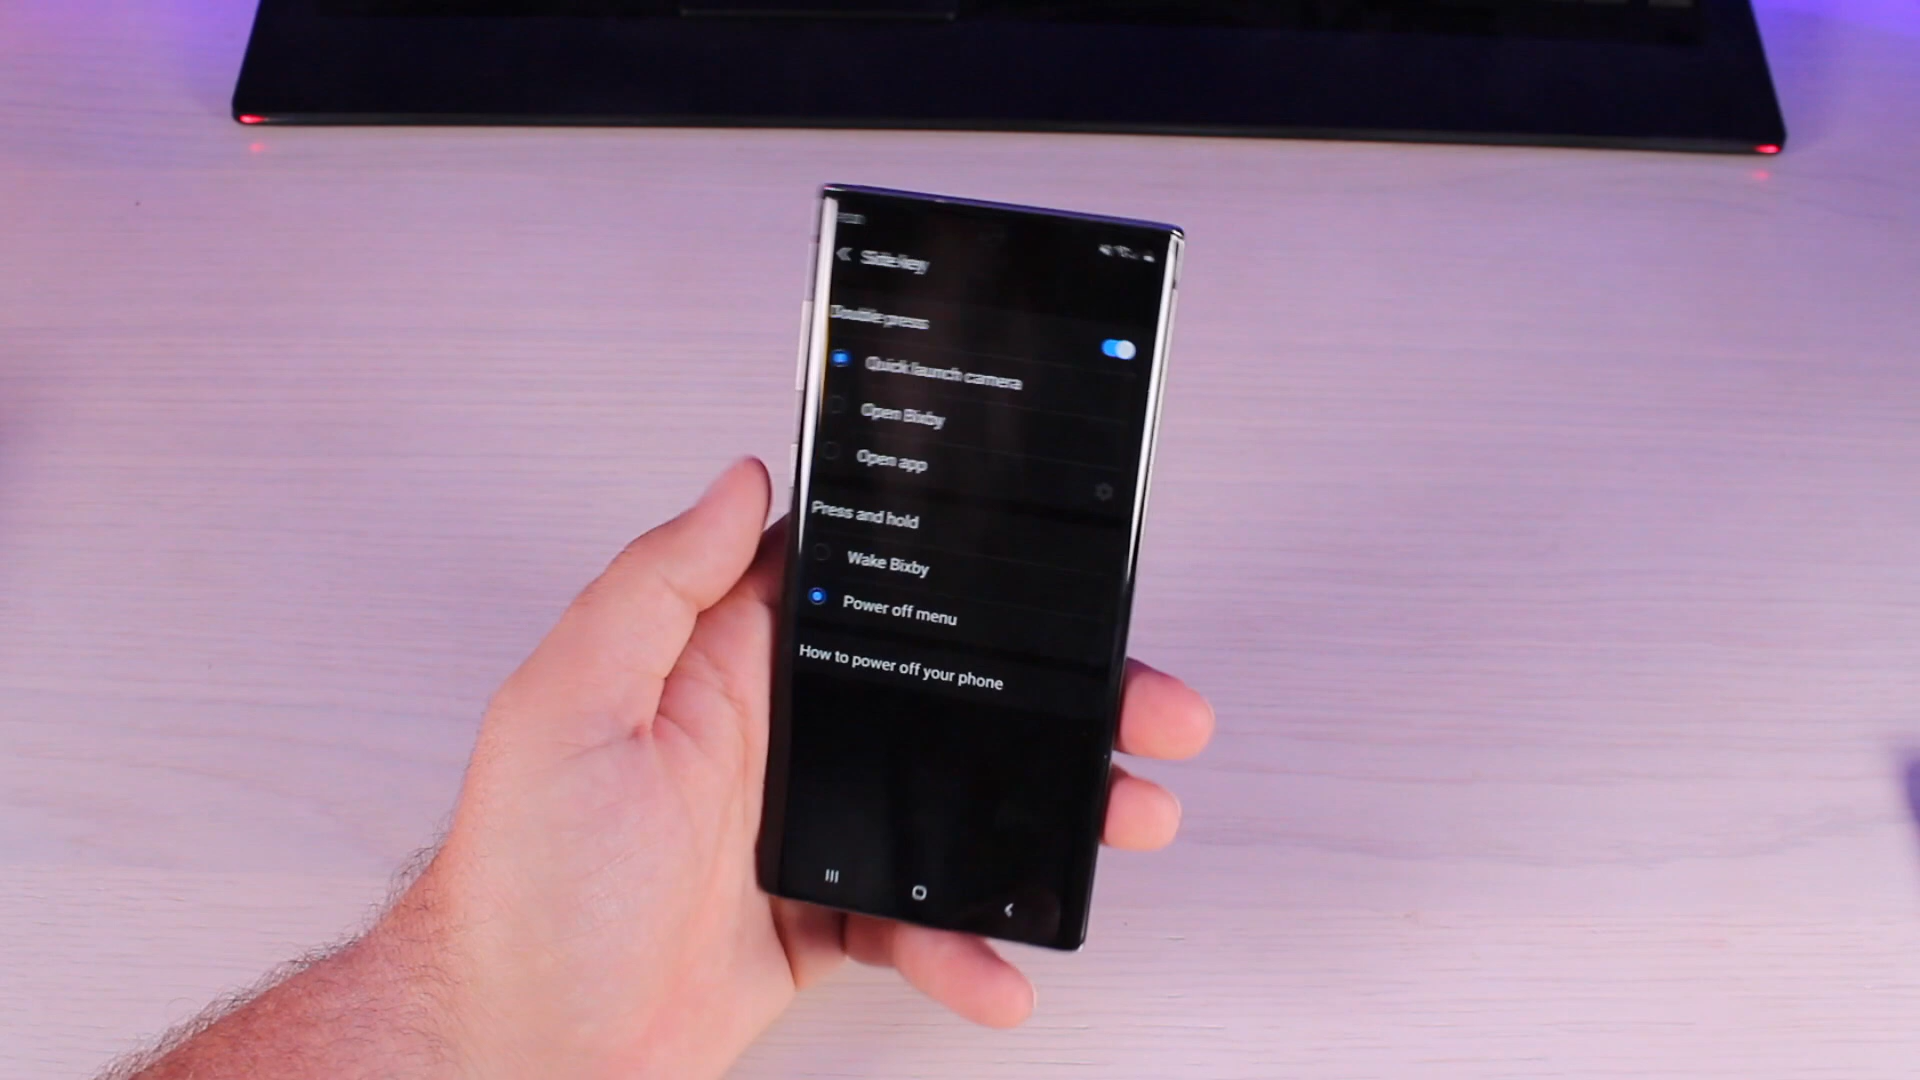 Side key
Double press
Quick launch camera
Open Bixby
Open app
Press and hold
Wake Bixby
Power off menu
How to power off your phone